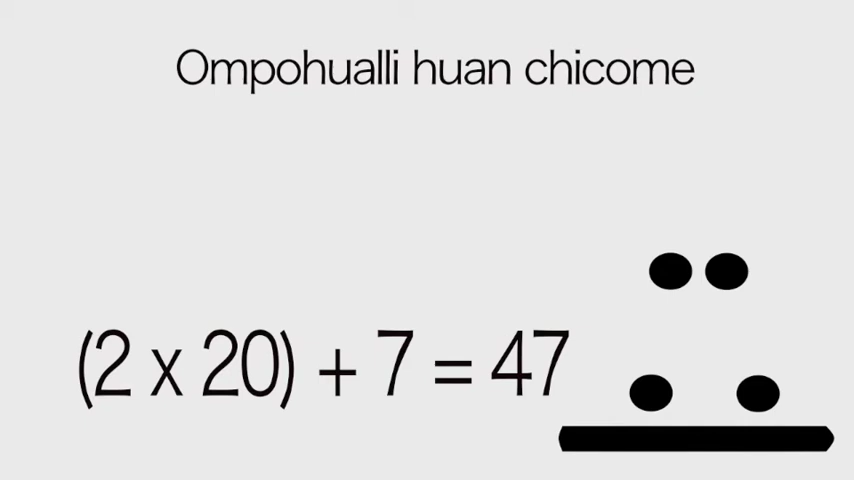 Ompohualli huan chicome
(2 x 20) + 7 = 47